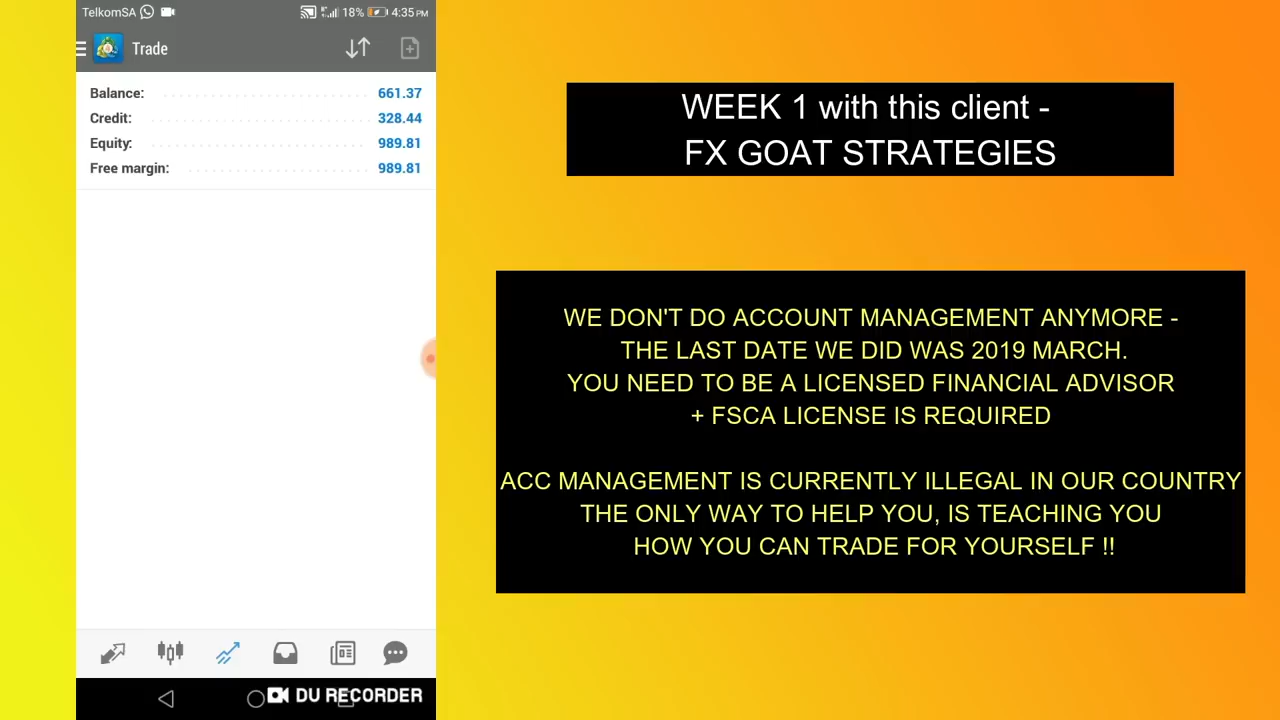 TelkomSA 18% 4:35 PM
Trade
Balance: 661.37
Credit: 328.44
Equity: 989.81
Free margin: 989.81
DU RECORDER
WEEK 1 with this client -
FX GOAT STRATEGIES
WE DON'T DO ACCOUNT MANAGEMENT ANYMORE -
THE LAST DATE WE DID WAS 2019 MARCH.
YOU NEED TO BE A LICENSED FINANCIAL ADVISOR
+ FSCA LICENSE IS REQUIRED
ACC MANAGEMENT IS CURRENTLY ILLEGAL IN OUR COUNTRY
THE ONLY WAY TO HELP YOU, IS TEACHING YOU
HOW YOU CAN TRADE FOR YOURSELF !!